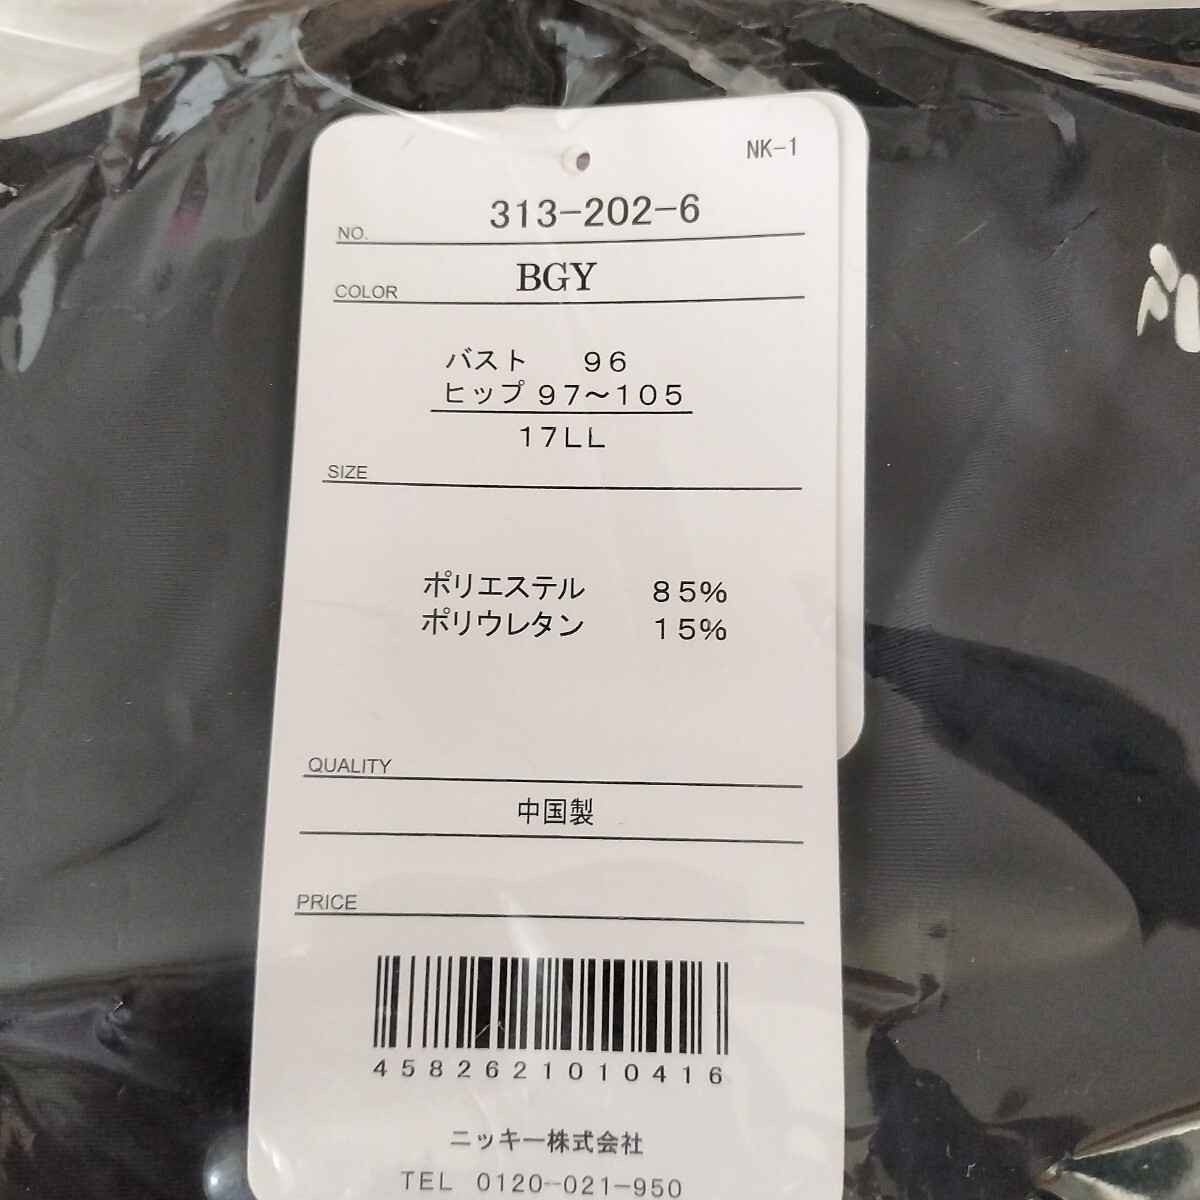 NK-1
NO. 313-202-6
COLOR BGY
バスト 96
ヒップ 97～105
17LL
SIZE
ポリエステル 85%
ポリウレタン 15%
QUALITY
中国製
PRICE
4582621010416
ニッキー株式会社
TEL 0120-021-950